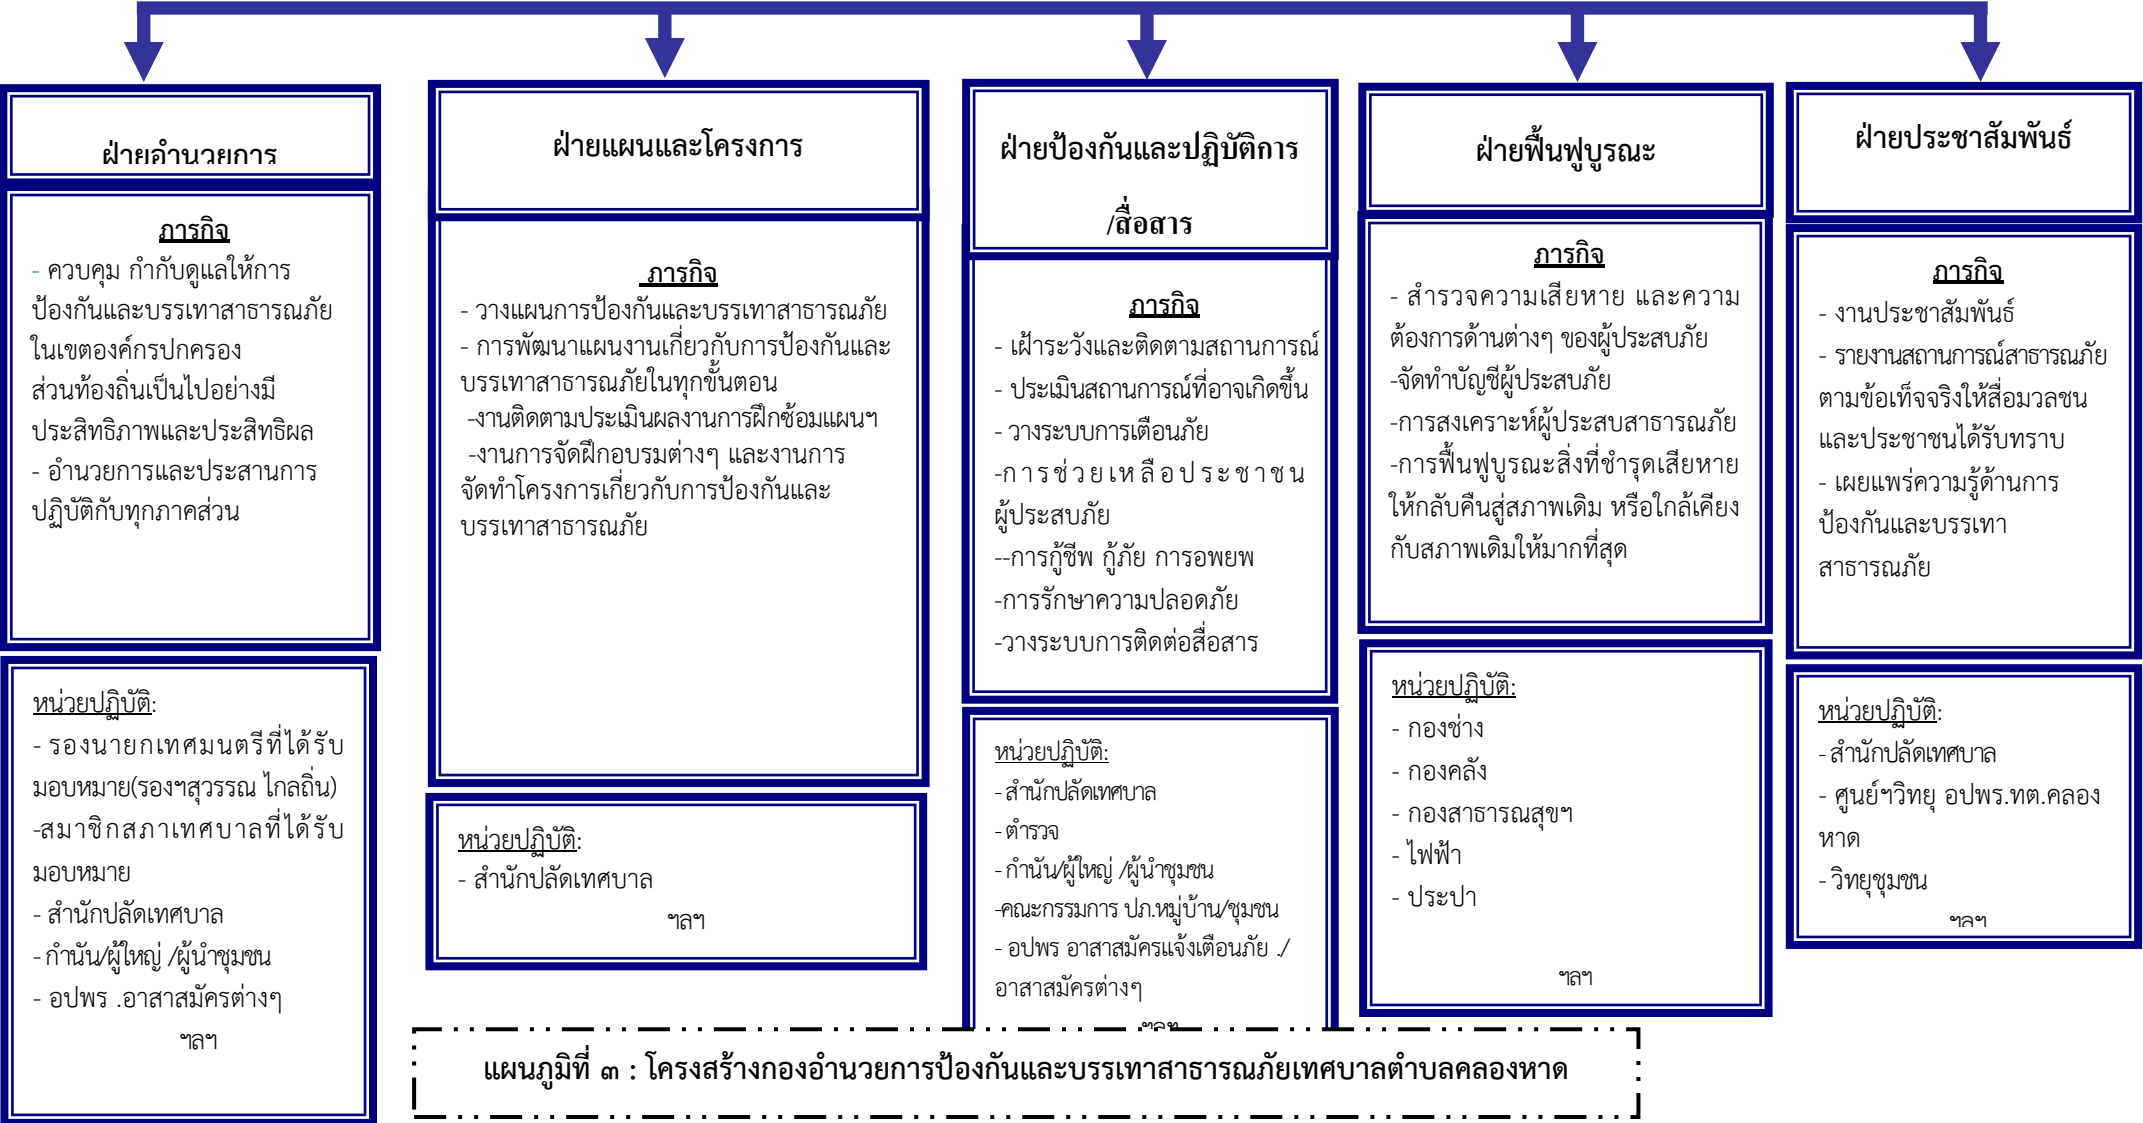 ฝ่ายอำนวยการ
ภารกิจ
- ควบคุม กำกับดูแลให้การ
ป้องกันและบรรเทาสาธารณภัย
ในเขตองค์กรปกครอง
ส่วนท้องถิ่นเป็นไปอย่างมี
ประสิทธิภาพและประสิทธิผล
- อำนวยการและประสานการ
ปฏิบัติกับทุกภาคส่วน
หน่วยปฏิบัติ:
- รองนายกเทศมนตรีที่ได้รับ
มอบหมาย(รองฯสุวรรณ ไกลถิ่น)
-สมาชิกสภาเทศบาลที่ได้รับ
มอบหมาย
- สำนักปลัดเทศบาล
- กำนัน/ผู้ใหญ่ /ผู้นำชุมชน
- อปพร .อาสาสมัครต่างๆ
ฯลฯ
ฝ่ายแผนและโครงการ
ภารกิจ
- วางแผนการป้องกันและบรรเทาสาธารณภัย
- การพัฒนาแผนงานเกี่ยวกับการป้องกันและ
บรรเทาสาธารณภัยในทุกขั้นตอน
-งานติดตามประเมินผลงานการฝึกซ้อมแผนฯ
-งานการจัดฝึกอบรมต่างๆ และงานการ
จัดทำโครงการเกี่ยวกับการป้องกันและ
บรรเทาสาธารณภัย
หน่วยปฏิบัติ:
- สำนักปลัดเทศบาล
ฯลฯ
ฝ่ายป้องกันและปฏิบัติการ
/สื่อสาร
ภารกิจ
- เฝ้าระวังและติดตามสถานการณ์
- ประเมินสถานการณ์ที่อาจเกิดขึ้น
- วางระบบการเตือนภัย
-การช่วยเหลือประชาชน
ผู้ประสบภัย
--การกู้ชีพ กู้ภัย การอพยพ
-การรักษาความปลอดภัย
-วางระบบการติดต่อสื่อสาร
หน่วยปฏิบัติ:
- สำนักปลัดเทศบาล
- ตำรวจ
- กำนัน/ผู้ใหญ่ /ผู้นำชุมชน
-คณะกรรมการ ปภ.หมู่บ้าน/ชุมชน
- อปพร อาสาสมัครแจ้งเตือนภัย ./
อาสาสมัครต่างๆ
ฯลฯ
ฝ่ายฟื้นฟูบูรณะ
ภารกิจ
- สำรวจความเสียหาย และความ
ต้องการด้านต่างๆ ของผู้ประสบภัย
-จัดทำบัญชีผู้ประสบภัย
-การสงเคราะห์ผู้ประสบสาธารณภัย
-การฟื้นฟูบูรณะสิ่งที่ชำรุดเสียหาย
ให้กลับคืนสู่สภาพเดิม หรือใกล้เคียง
กับสภาพเดิมให้มากที่สุด
หน่วยปฏิบัติ:
- กองช่าง
- กองคลัง
- กองสาธารณสุขฯ
- ไฟฟ้า
- ประปา
ฯลฯ
ฝ่ายประชาสัมพันธ์
ภารกิจ
- งานประชาสัมพันธ์
- รายงานสถานการณ์สาธารณภัย
ตามข้อเท็จจริงให้สื่อมวลชน
และประชาชนได้รับทราบ
- เผยแพร่ความรู้ด้านการ
ป้องกันและบรรเทา
สาธารณภัย
หน่วยปฏิบัติ:
- สำนักปลัดเทศบาล
- ศูนย์ฯวิทยุ อปพร.ทต.คลอง
หาด
- วิทยุชุมชน
ฯลฯ
แผนภูมิที่ ๓ : โครงสร้างกองอำนวยการป้องกันและบรรเทาสาธารณภัยเทศบาลตำบลคลองหาด